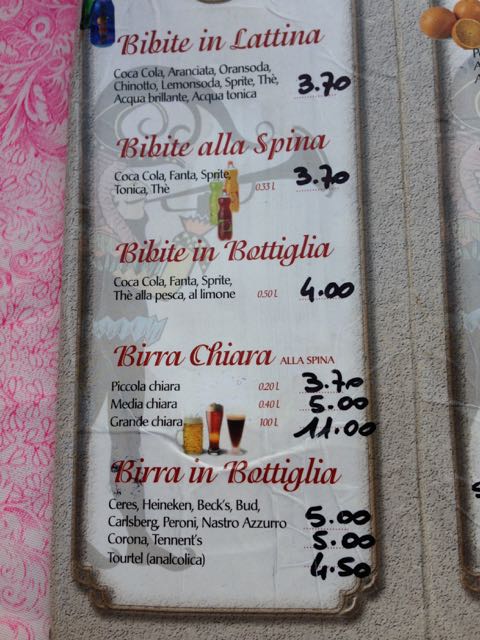 Bibite in Lattina
Coca Cola, Aranciata, Oransoda,
Chinotto, Lemonsoda, Sprite, Thè,
Acqua brillante, Acqua tonica 3.70
Bibite alla Spina
Coca Cola, Fanta, Sprite,
Tonica, Thè 0.33 l 3.70
Bibite in Bottiglia
Coca Cola, Fanta, Sprite,
Thè alla pesca, al limone 0.50 l 4.00
Birra Chiara ALLA SPINA
Piccola chiara 0.20 l 3.70
Media chiara 0.40 l 5.00
Grande chiara 100 l 11.00
Birra in Bottiglia
Ceres, Heineken, Beck's, Bud,
Carlsberg, Peroni, Nastro Azzurro 5.00
Corona, Tennent's 5.00
Tourtel (analcolica) 4.50